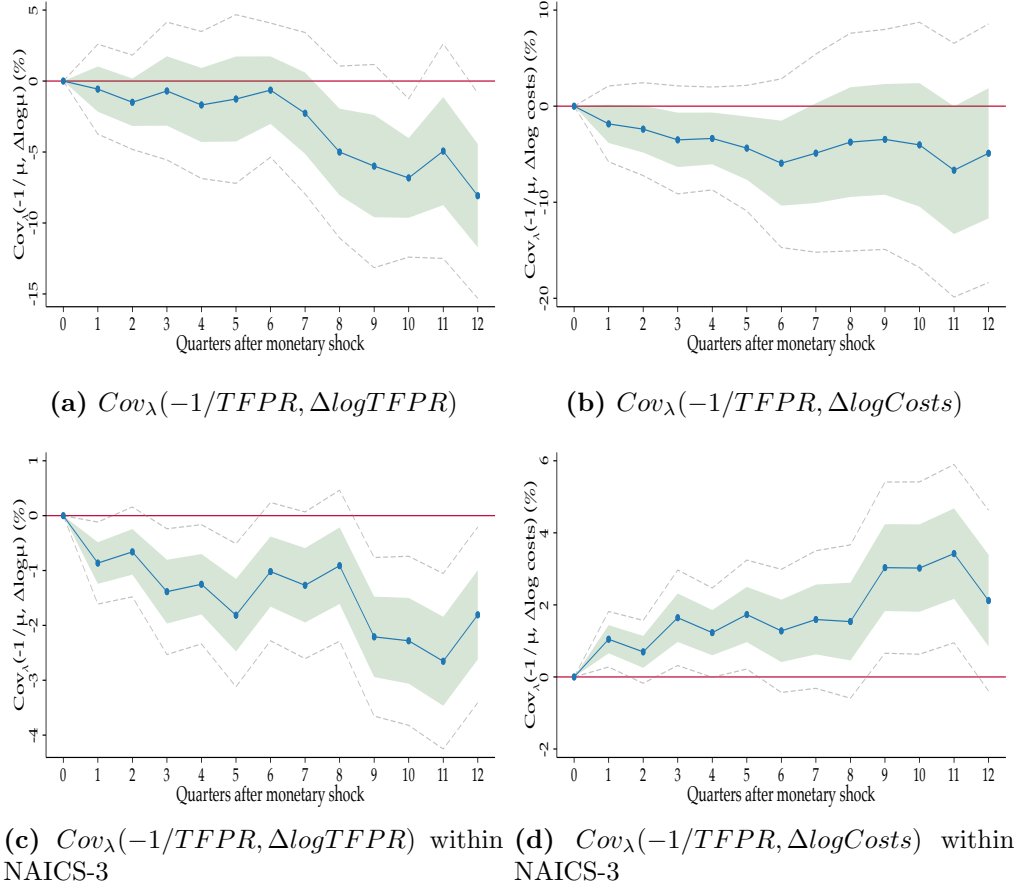 Cov_λ(-1/μ, Δlogμ) (%)
5
0
-5
-10
-15
0 1 2 3 4 5 6 7 8 9 10 11 12
Quarters after monetary shock
(a) Cov_λ(−1/TFPR, ΔlogTFPR)
Cov_λ(-1/μ, Δlog costs) (%)
10
0
-10
-20
0 1 2 3 4 5 6 7 8 9 10 11 12
Quarters after monetary shock
(b) Cov_λ(−1/TFPR, ΔlogCosts)
Cov_λ(-1/μ, Δlogμ) (%)
1
0
-1
-2
-3
-4
0 1 2 3 4 5 6 7 8 9 10 11 12
Quarters after monetary shock
(c) Cov_λ(−1/TFPR, ΔlogTFPR) within
NAICS-3
Cov_λ(-1/μ, Δlog costs) (%)
6
4
2
0
-2
0 1 2 3 4 5 6 7 8 9 10 11 12
Quarters after monetary shock
(d) Cov_λ(−1/TFPR, ΔlogCosts) within
NAICS-3